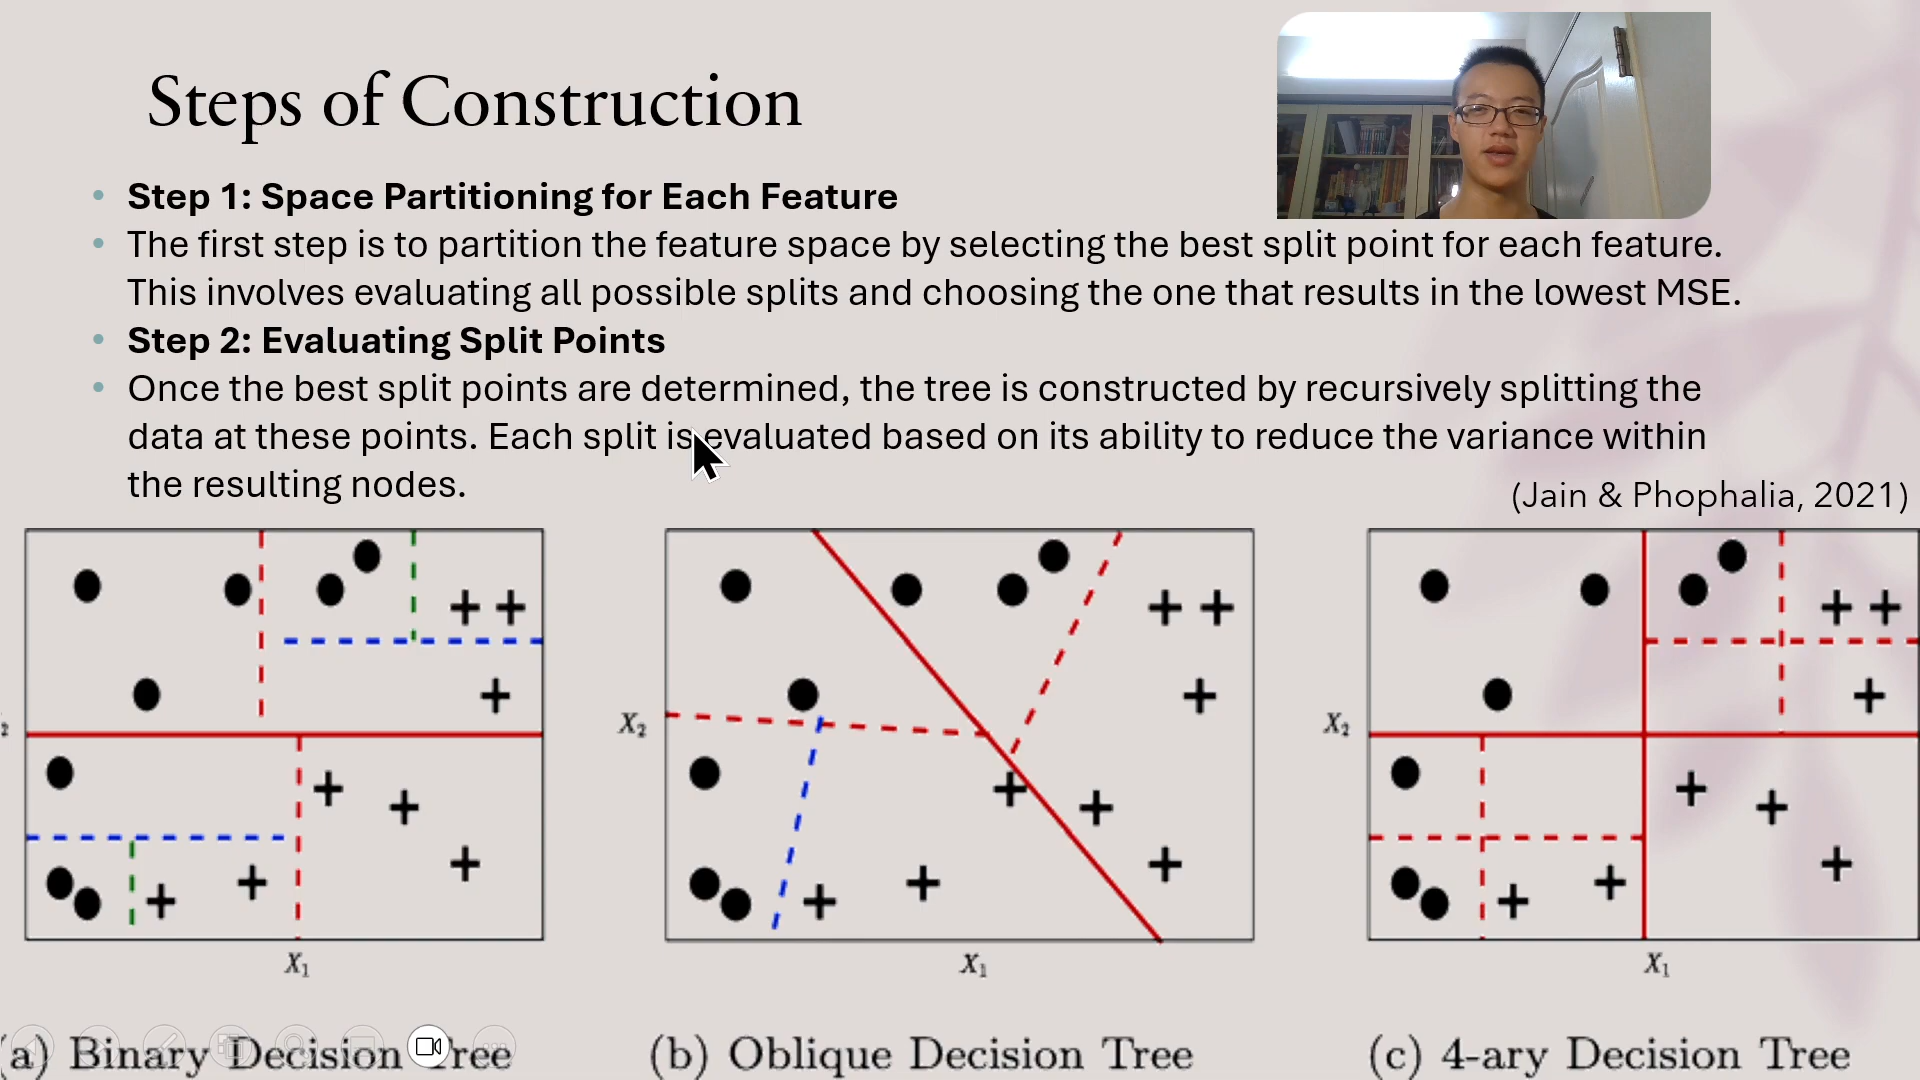 Steps of Construction
Step 1: Space Partitioning for Each Feature
The first step is to partition the feature space by selecting the best split point for each feature.
This involves evaluating all possible splits and choosing the one that results in the lowest MSE.
Step 2: Evaluating Split Points
Once the best split points are determined, the tree is constructed by recursively splitting the
data at these points. Each split is evaluated based on its ability to reduce the variance within
the resulting nodes.
(Jain & Phophalia, 2021)
2
X₂
X₂
X₁
X₁
X₁
(a) Binary Decision Tree
(b) Oblique Decision Tree
(c) 4-ary Decision Tree